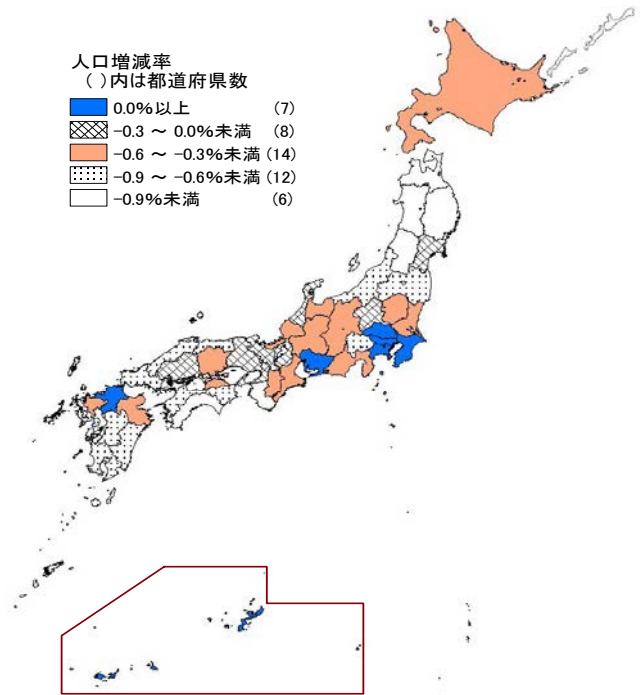 人口増減率
( )内は都道府県数
0.0%以上 (7)
-0.3 ～ 0.0%未満 (8)
-0.6 ～ -0.3%未満 (14)
-0.9 ～ -0.6%未満 (12)
-0.9%未満 (6)